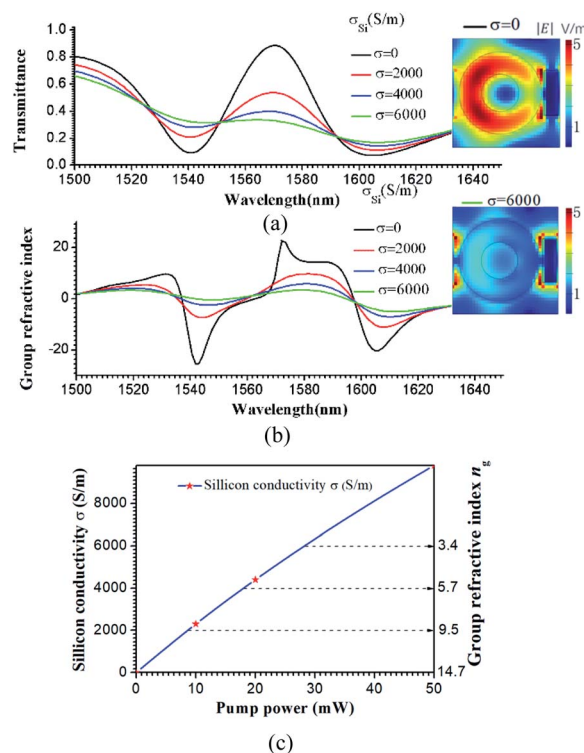 (a)
σSi(S/m)
σ=0
σ=2000
σ=4000
σ=6000
Transmittance
1.0
0.8
0.6
0.4
0.2
0.0
1500 1520 1540 1560 1580 1600 1620 1640
Wavelength(nm)
σ=0 |E| V/m
5
1
(a)
σSi(S/m)
σ=0
σ=2000
σ=4000
σ=6000
(b)
Group refractive index
20
0
-20
1500 1520 1540 1560 1580 1600 1620 1640
Wavelength(nm)
σ=6000
5
1
(b)
Sillicon conductivity σ (S/m)
Sillicon conductivity σ (S/m)
8000
6000
4000
2000
0
0 10 20 30 40 50
Pump power (mW)
3.4
5.7
9.5
14.7
Group refractive index ng
(c)